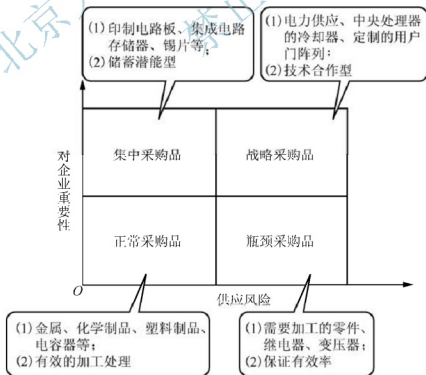 (1) 印制电路板、集成电路
存储器、锡片等;
(2) 储蓄潜能型
(1) 电力供应、中央处理器
的冷却器、定制的用户
门阵列;
(2) 技术合作型
对企业重要性
集中采购品
战略采购品
正常采购品
瓶颈采购品
O
供应风险
(1) 金属、化学制品、塑料制品、
电容器等;
(2) 有效的加工处理
(1) 需要加工的零件、
继电器、变压器;
(2) 保证有效率
北京
禁止